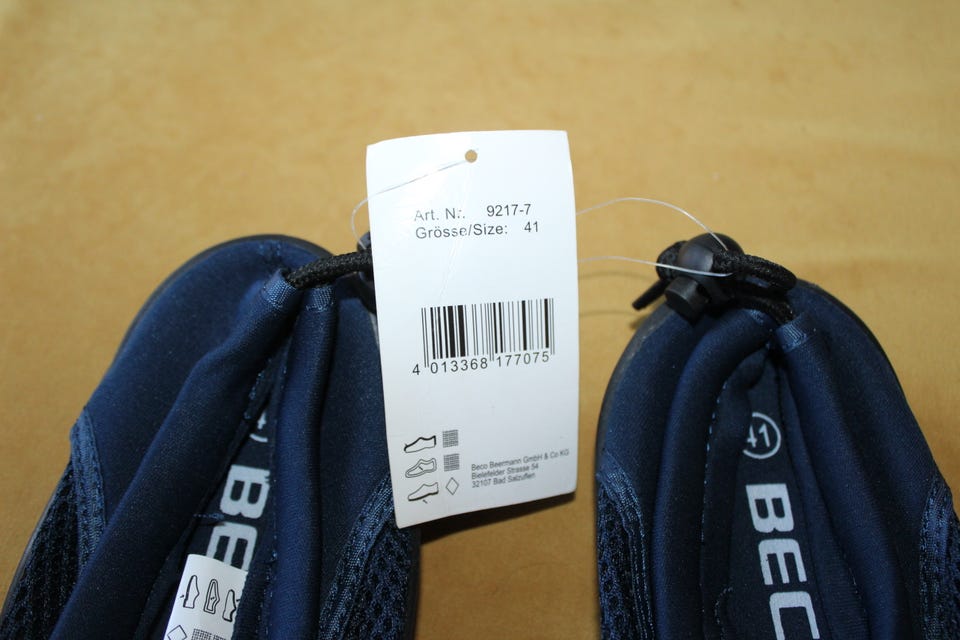 Art. Nr. 9217-7
Grösse/Size: 41
4 013368 177075
Beco Beermann GmbH & Co KG
Bielefelder Strasse 54
32107 Bad Salzuflen
BEC
41
BEC